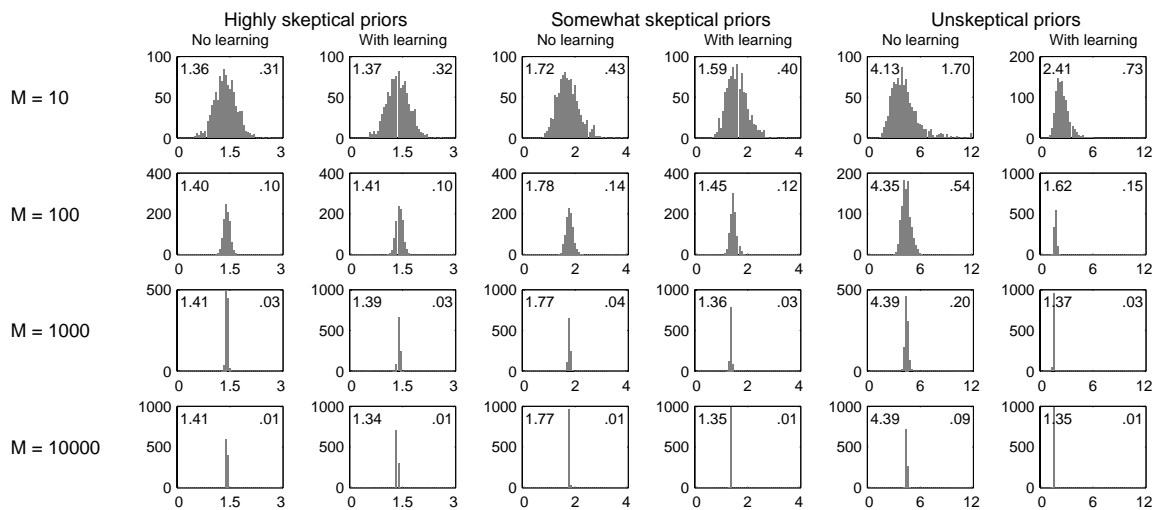 Highly skeptical priors Somewhat skeptical priors Unskeptical priors
No learning With learning No learning With learning No learning With learning
M = 10
100 50 0 1.36 .31 0 1.5 3
100 50 0 1.37 .32 0 1.5 3
100 50 0 1.72 .43 0 2 4
100 50 0 1.59 .40 0 2 4
100 50 0 4.13 1.70 0 6 12
200 100 0 2.41 .73 0 6 12
M = 100
400 200 0 1.40 .10 0 1.5 3
400 200 0 1.41 .10 0 1.5 3
400 200 0 1.78 .14 0 2 4
400 200 0 1.45 .12 0 2 4
200 100 0 4.35 .54 0 6 12
1000 500 0 1.62 .15 0 6 12
M = 1000
500 0 1.41 .03 0 1.5 3
1000 500 0 1.39 .03 0 1.5 3
1000 500 0 1.77 .04 0 2 4
1000 500 0 1.36 .03 0 2 4
500 0 4.39 .20 0 6 12
1000 500 0 1.37 .03 0 6 12
M = 10000
1000 500 0 1.41 .01 0 1.5 3
1000 500 0 1.34 .01 0 1.5 3
1000 500 0 1.77 .01 0 2 4
1000 500 0 1.35 .01 0 2 4
1000 500 0 4.39 .09 0 6 12
1000 500 0 1.35 .01 0 6 12